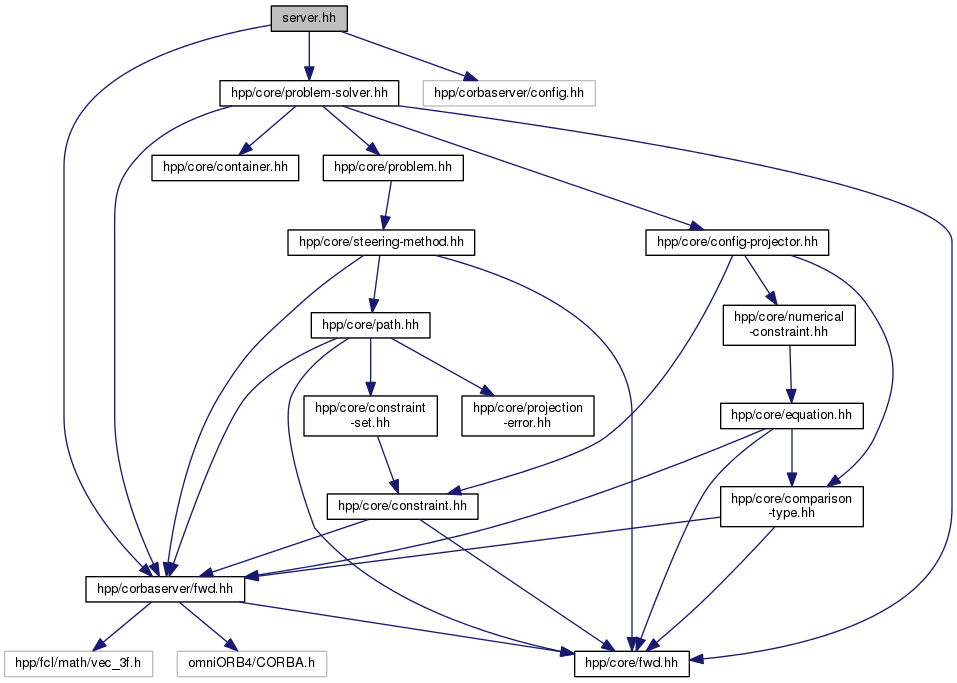 server.hh
hpp/core/problem-solver.hh
hpp/corbaserver/config.hh
hpp/core/container.hh
hpp/core/problem.hh
hpp/core/steering-method.hh
hpp/core/config-projector.hh
hpp/core/path.hh
hpp/core/numerical
-constraint.hh
hpp/core/constraint
-set.hh
hpp/core/projection
-error.hh
hpp/core/equation.hh
hpp/core/constraint.hh
hpp/core/comparison
-type.hh
hpp/corbaserver/fwd.hh
hpp/fcl/math/vec_3f.h
omniORB4/CORBA.h
hpp/core/fwd.hh